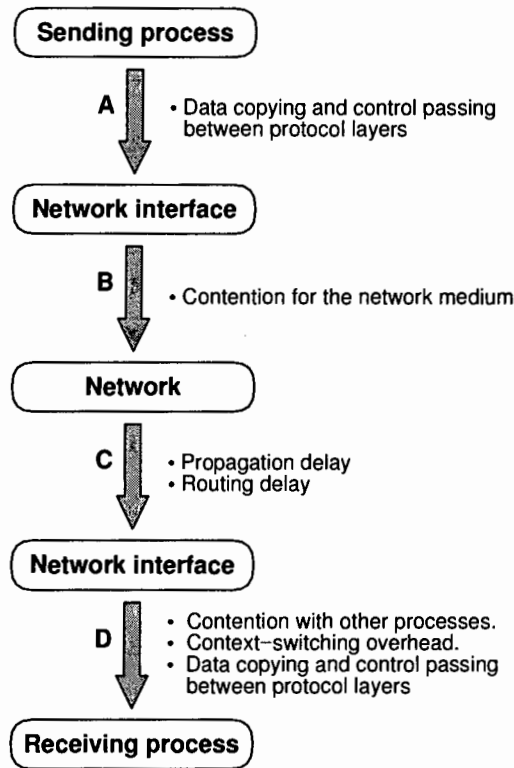 Sending process
A
• Data copying and control passing
between protocol layers
Network interface
B
• Contention for the network medium
Network
C
• Propagation delay
• Routing delay
Network interface
D
• Contention with other processes.
• Context-switching overhead.
• Data copying and control passing
between protocol layers
Receiving process